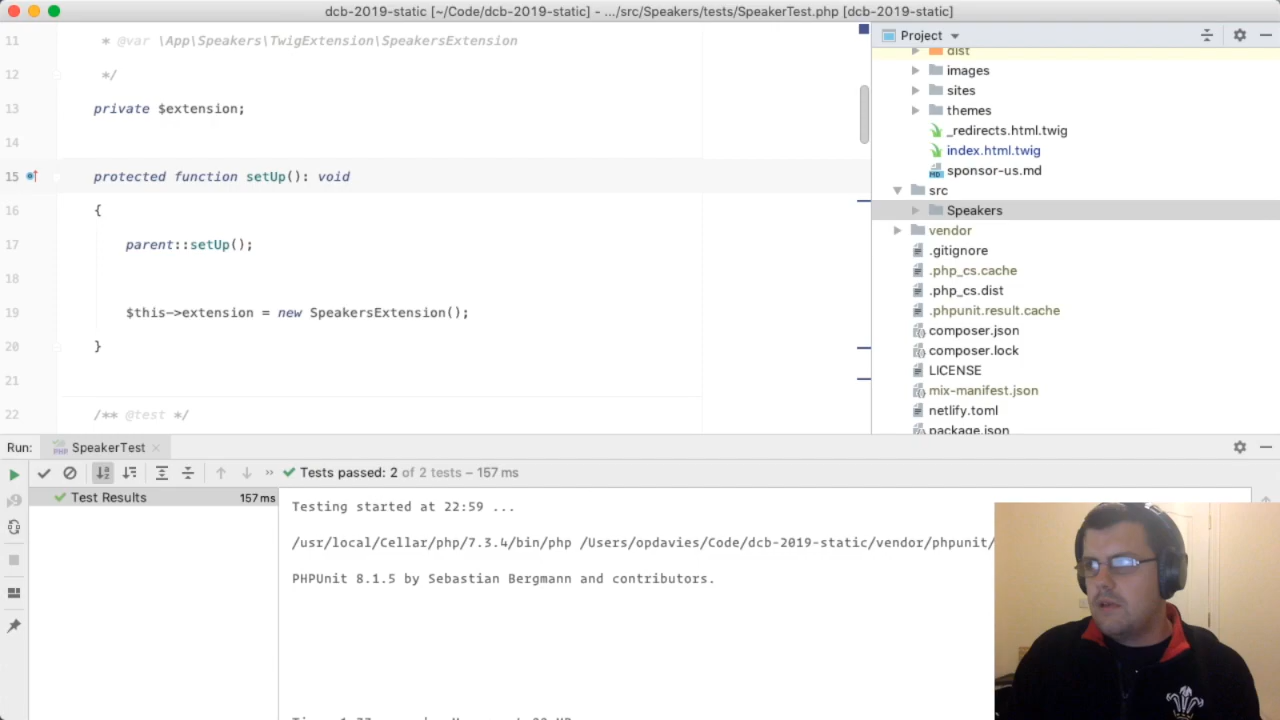 dcb-2019-static [~/Code/dcb-2019-static] - .../src/Speakers/tests/SpeakerTest.php [dcb-2019-static]
11 * @var \App\Speakers\TwigExtension\SpeakersExtension
12 */
13 private $extension;
14
15 protected function setUp(): void
16 {
17 parent::setUp();
18
19 $this->extension = new SpeakersExtension();
20 }
21
22 /** @test */
Project
dist
images
sites
themes
_redirects.html.twig
index.html.twig
sponsor-us.md
src
Speakers
vendor
.gitignore
.php_cs.cache
.php_cs.dist
.phpunit.result.cache
composer.json
composer.lock
LICENSE
mix-manifest.json
netlify.toml
package.json
Run: SpeakerTest
Tests passed: 2 of 2 tests – 157 ms
Test Results 157 ms
Testing started at 22:59 ...
/usr/local/Cellar/php/7.3.4/bin/php /Users/opdavies/Code/dcb-2019-static/vendor/phpunit/
PHPUnit 8.1.5 by Sebastian Bergmann and contributors.